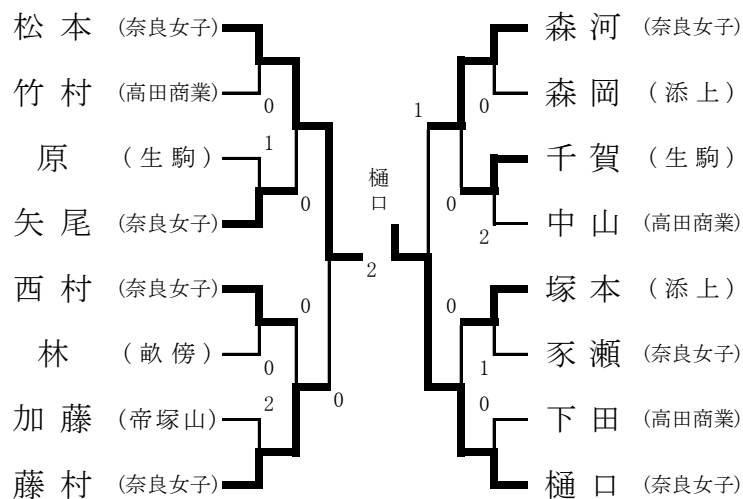 松本 (奈良女子)
竹村 (高田商業)
0
原 (生駒)
1
矢尾 (奈良女子)
0
西村 (奈良女子)
0
林 (畝傍)
0
加藤 (帝塚山)
2
0
藤村 (奈良女子)
2
樋口
森河 (奈良女子)
1
森岡 (添上)
0
千賀 (生駒)
0
中山 (高田商業)
2
塚本 (添上)
0
豕瀬 (奈良女子)
1
下田 (高田商業)
0
樋口 (奈良女子)